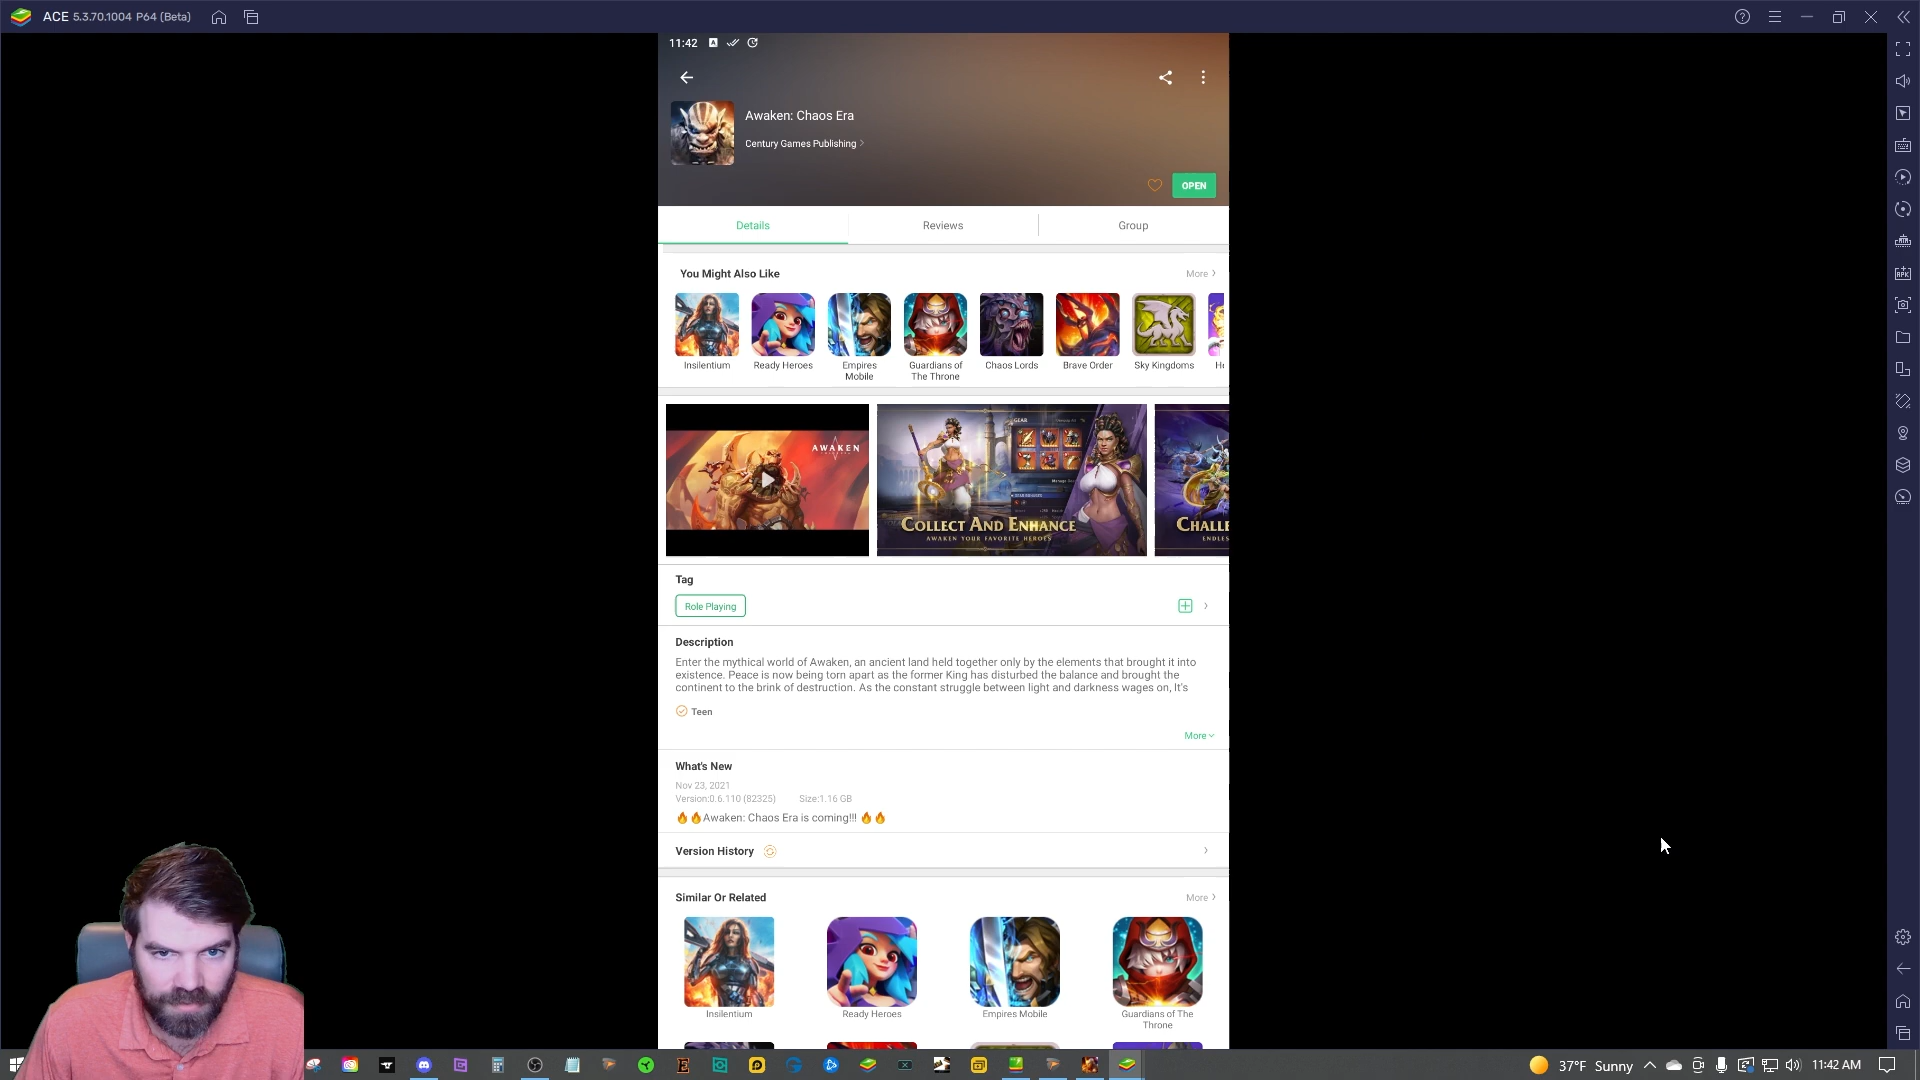 ACE 5.3.70.1004 P64 (Beta)
11:42
Awaken: Chaos Era
Century Games Publishing
OPEN
Details
Reviews
Group
You Might Also Like
More
Insilentium
Ready Heroes
Empires
Mobile
Guardians of
The Throne
Chaos Lords
Brave Order
Sky Kingdoms
AWAKEN
GEAR
COLLECT AND ENHANCE
AWAKEN YOUR FAVORITE HEROES
CHALLE
ENDLES
Tag
Role Playing
Description
Enter the mythical world of Awaken, an ancient land held together only by the elements that brought it into
existence. Peace is now being torn apart as the former King has disturbed the balance and brought the
continent to the brink of destruction. As the constant struggle between light and darkness wages on, It's
Teen
More
What's New
Nov 23, 2021
Version:0.6.110 (82325) Size:1.16 GB
🔥🔥Awaken: Chaos Era is coming!!! 🔥🔥
Version History
Similar Or Related
More
Insilentium
Ready Heroes
Empires Mobile
Guardians of The
Throne
37°F Sunny
11:42 AM